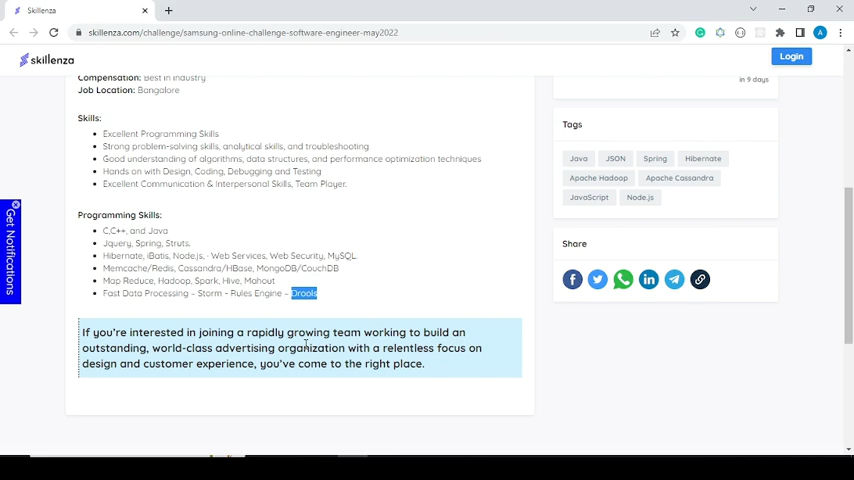 Skillenza
skillenza.com/challenge/samsung-online-challenge-software-engineer-may2022
A
skillenza
Login
Compensation: Best in industry
Job Location: Bangalore
in 9 days
Skills:
Excellent Programming Skills
Strong problem-solving skills, analytical skills, and troubleshooting
Good understanding of algorithms, data structures, and performance optimization techniques
Hands on with Design, Coding, Debugging and Testing
Excellent Communication & Interpersonal Skills, Team Player.
Programming Skills:
C,C++, and Java
Jquery, Spring, Struts.
Hibernate, iBatis, Node.js, · Web Services, Web Security, MySQL.
Memcache/Redis, Cassandra/HBase, MongoDB/CouchDB
Map Reduce, Hadoop, Spark, Hive, Mahout
Fast Data Processing – Storm - Rules Engine – Drools
If you're interested in joining a rapidly growing team working to build an
outstanding, world-class advertising organization with a relentless focus on
design and customer experience, you've come to the right place.
Tags
Java JSON Spring Hibernate
Apache Hadoop Apache Cassandra
JavaScript Node.js
Share
Get Notifications